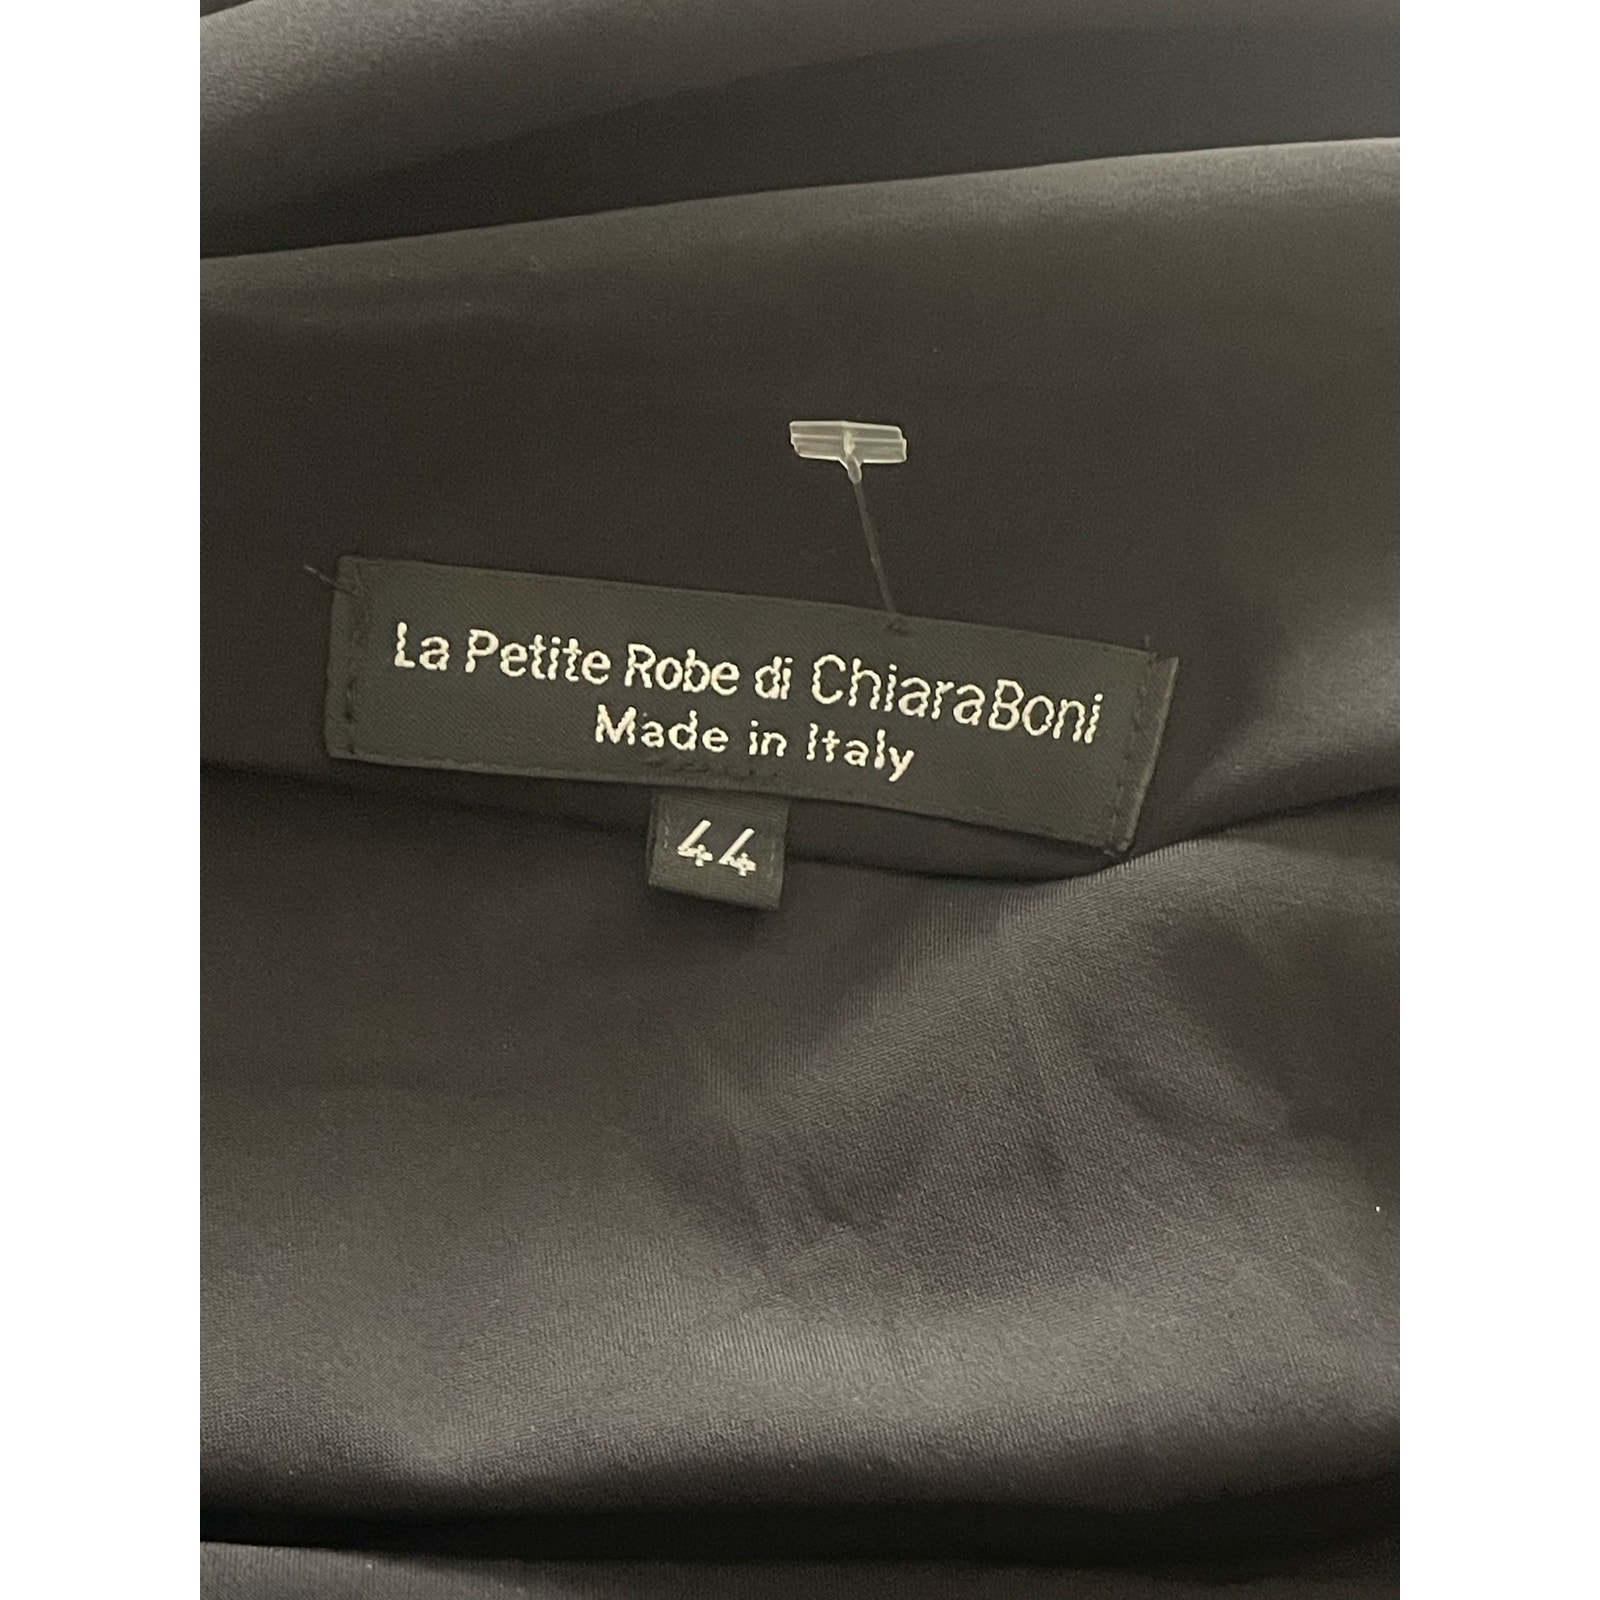 La Petite Robe di ChiaraBoni
Made in Italy
44